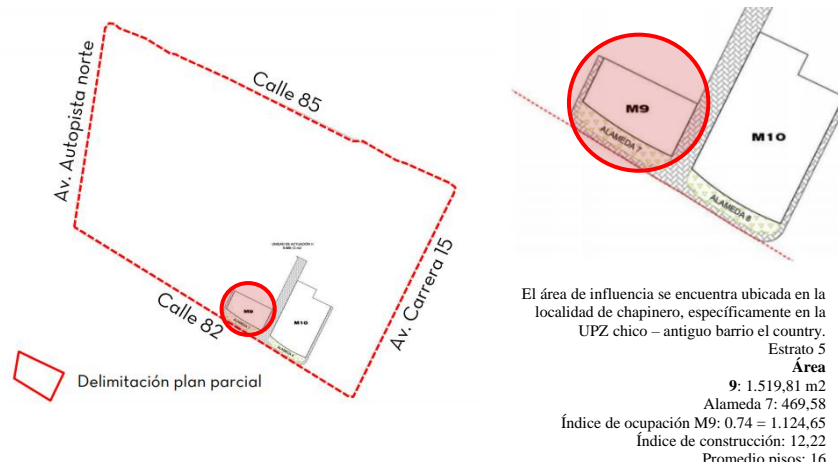 Calle 85
Av. Autopista norte
Av. Carrera 15
Calle 82
M9
M10
Delimitación plan parcial
M9
M10
ALAMEDA 7
ALAMEDA 8
El área de influencia se encuentra ubicada en la
localidad de chapinero, específicamente en la
UPZ chico – antiguo barrio el country.
Estrato 5
Área
9: 1.519,81 m2
Alameda 7: 469,58
Índice de ocupación M9: 0.74 = 1.124,65
Índice de construcción: 12,22
Promedio pisos: 16